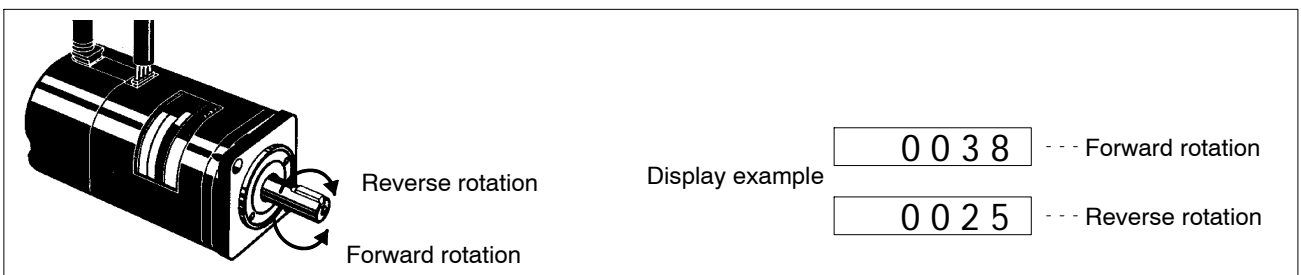 Reverse rotation
Forward rotation
Display example
0038 --- Forward rotation
0025 --- Reverse rotation